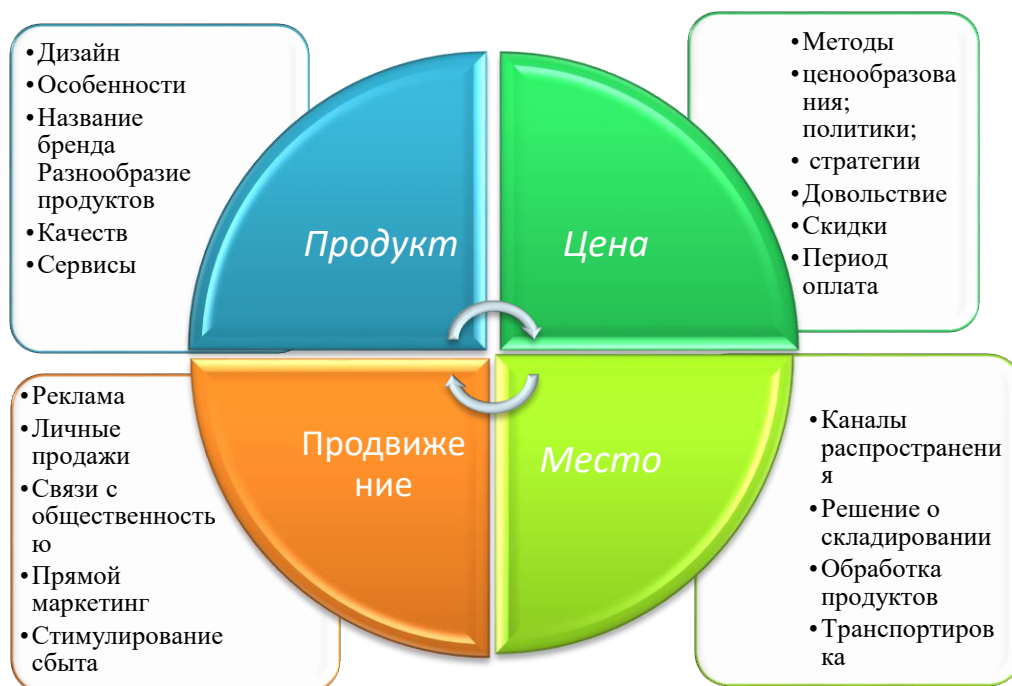 •Дизайн
•Особенности
•Название
бренда
Разнообразие
продуктов
•Качеств
•Сервисы
Продукт
•Методы
•ценообразова
ния;
политики;
• стратегии
•Довольствие
•Скидки
•Период
оплата
Цена
•Реклама
•Личные
продажи
•Связи с
общественность
ю
•Прямой
маркетинг
•Стимулирование
сбыта
Продвиже
ние
Место
•Каналы
распространени
я
•Решение о
складировании
•Обработка
продуктов
•Транспортиров
ка